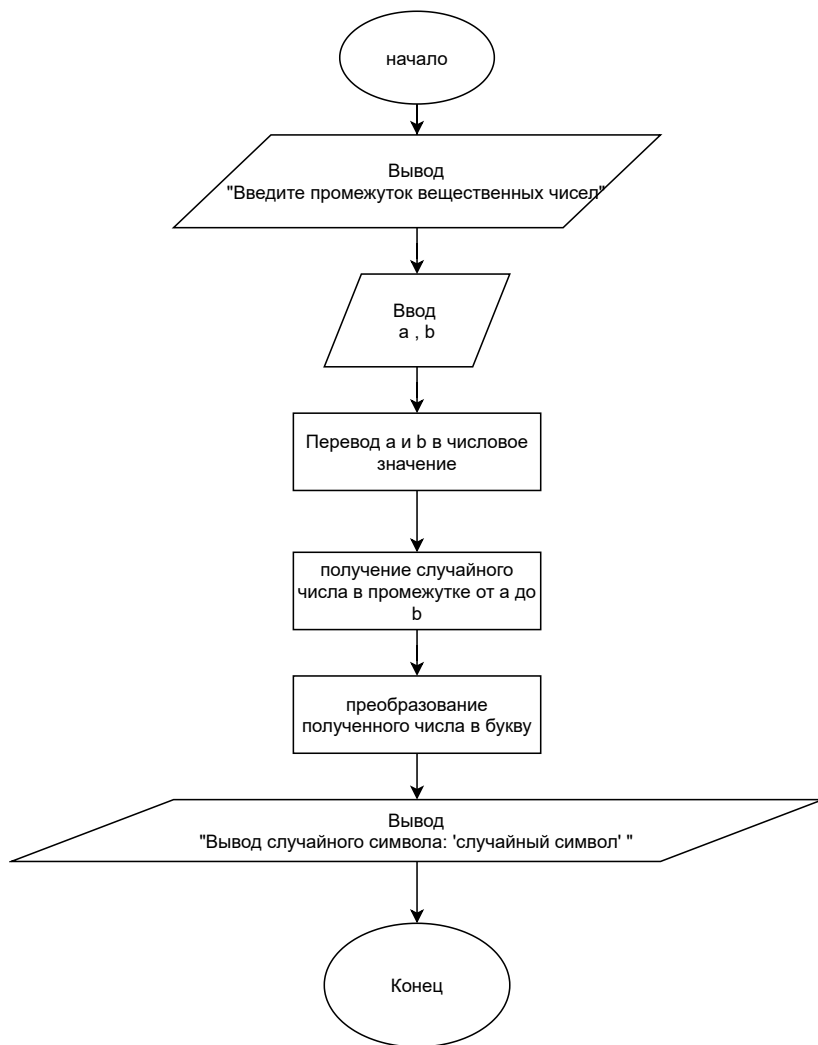 начало
Вывод
"Введите промежуток вещественных чисел"
Ввод
a , b
Перевод a и b в числовое
значение
получение случайного
числа в промежутке от a до
b
преобразование
полученного числа в букву
Вывод
"Вывод случайного символа: 'случайный символ' "
Конец